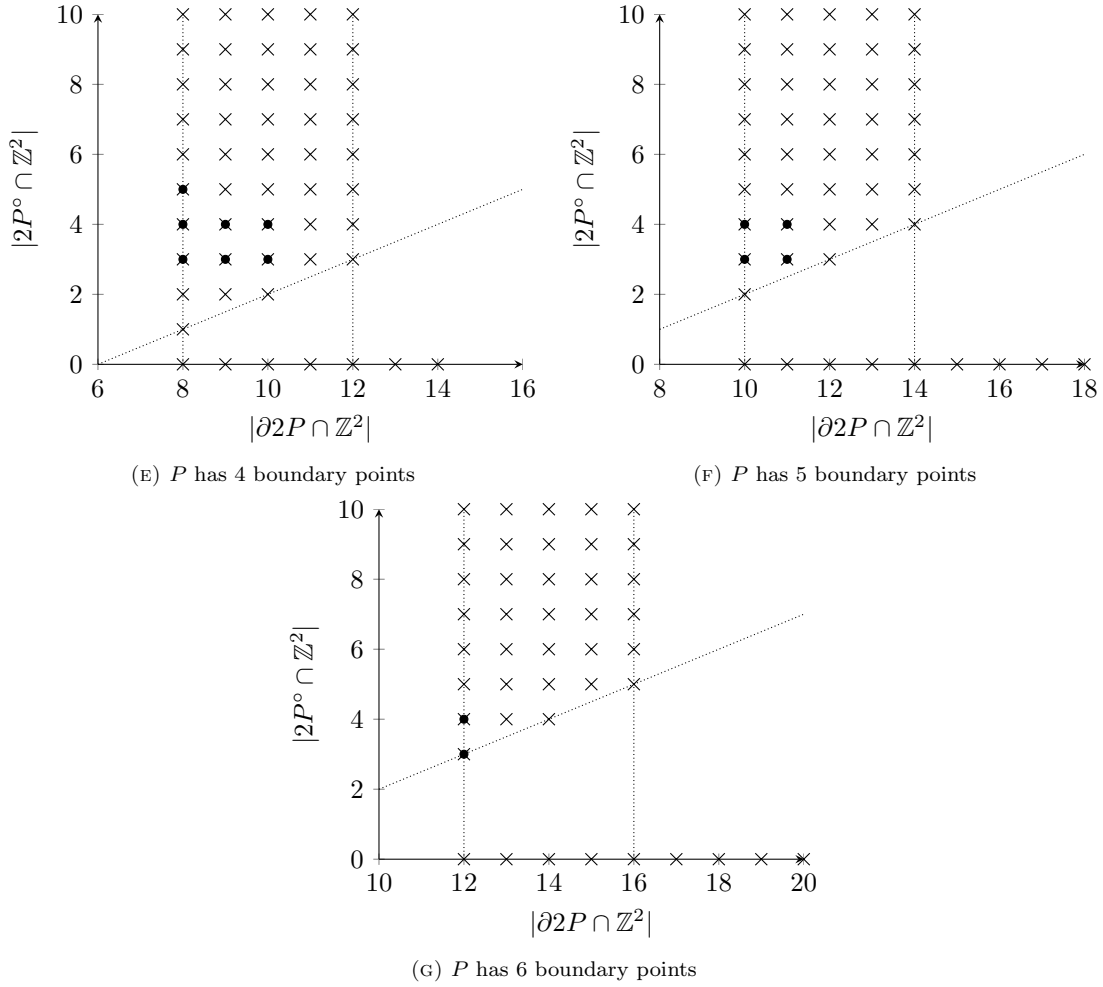 10
8
6
4
2
0
6 8 10 12 14 16
|∂2P ∩ ℤ²|
|2P° ∩ ℤ²|
(E) P has 4 boundary points
10
8
6
4
2
0
8 10 12 14 16 18
|∂2P ∩ ℤ²|
|2P° ∩ ℤ²|
(F) P has 5 boundary points
10
8
6
4
2
0
10 12 14 16 18 20
|∂2P ∩ ℤ²|
|2P° ∩ ℤ²|
(G) P has 6 boundary points